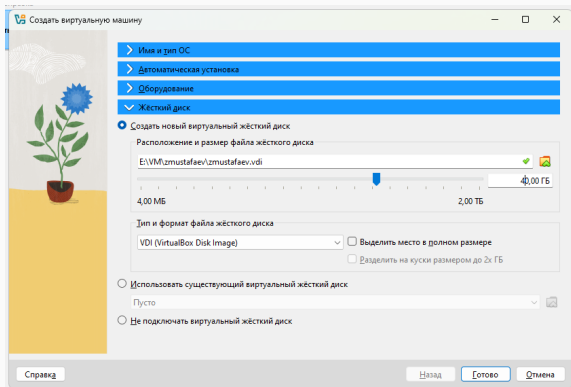 Создать виртуальную машину
Имя и тип ОС
Автоматическая установка
Оборудование
Жёсткий диск
Создать новый виртуальный жёсткий диск
Расположение и размер файла жёсткого диска
E:\VM\zmustafaev\zmustafaev.vdi
40,00 ГБ
4,00 МБ 2,00 ТБ
Тип и формат файла жёсткого диска
VDI (VirtualBox Disk Image) Выделить место в полном размере
Разделить на куски размером до 2х ГБ
Использовать существующий виртуальный жёсткий диск
Пусто
Не подключать виртуальный жёсткий диск
Справка Назад Готово Отмена